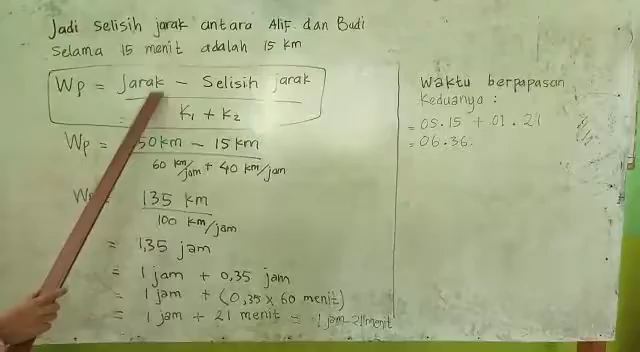 Jadi selisih jarak antara Alif dan Budi
selama 15 menit adalah 15 km
Wp = Jarak - Selisih jarak
K₁ + K₂
Wp = 50 km - 15 km
60 km/jam + 40 km/jam
135 km
100 km/jam
= 1,35 jam
= 1 jam + 0,35 jam
= 1 jam + (0,35 x 60 menit)
= 1 jam + 21 menit = 1 jam 21 menit
Waktu berpapasan
Keduanya :
= 05.15 + 01.21
= 06.36.